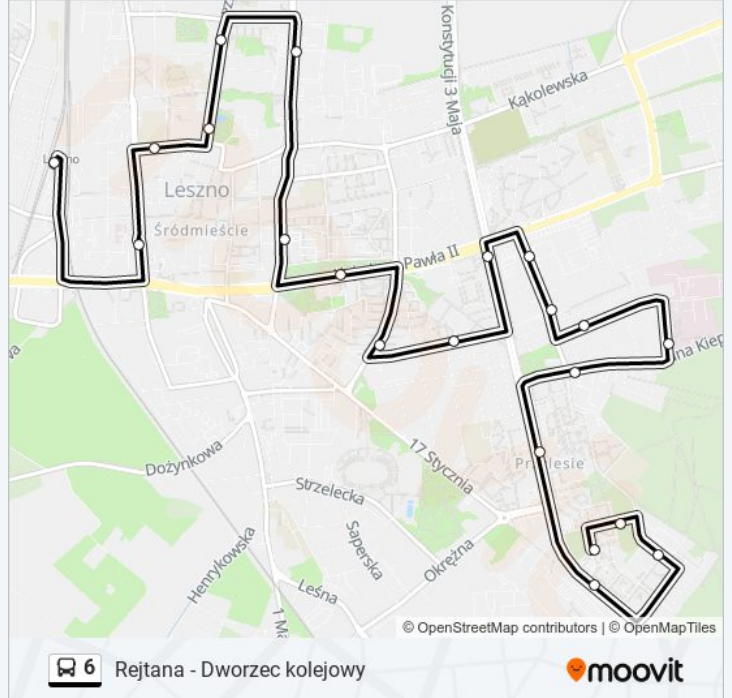 Konstytucji 3 Maja
Kąkolewska
Leszno
Śródmieście
Pawła II
17 Stycznia
Dożynkowa
Strzelecka
Saperska
Okrężna
Henrykowska
Leśna
© OpenStreetMap contributors | © OpenMapTiles
6 Rejtana - Dworzec kolejowy
moovit